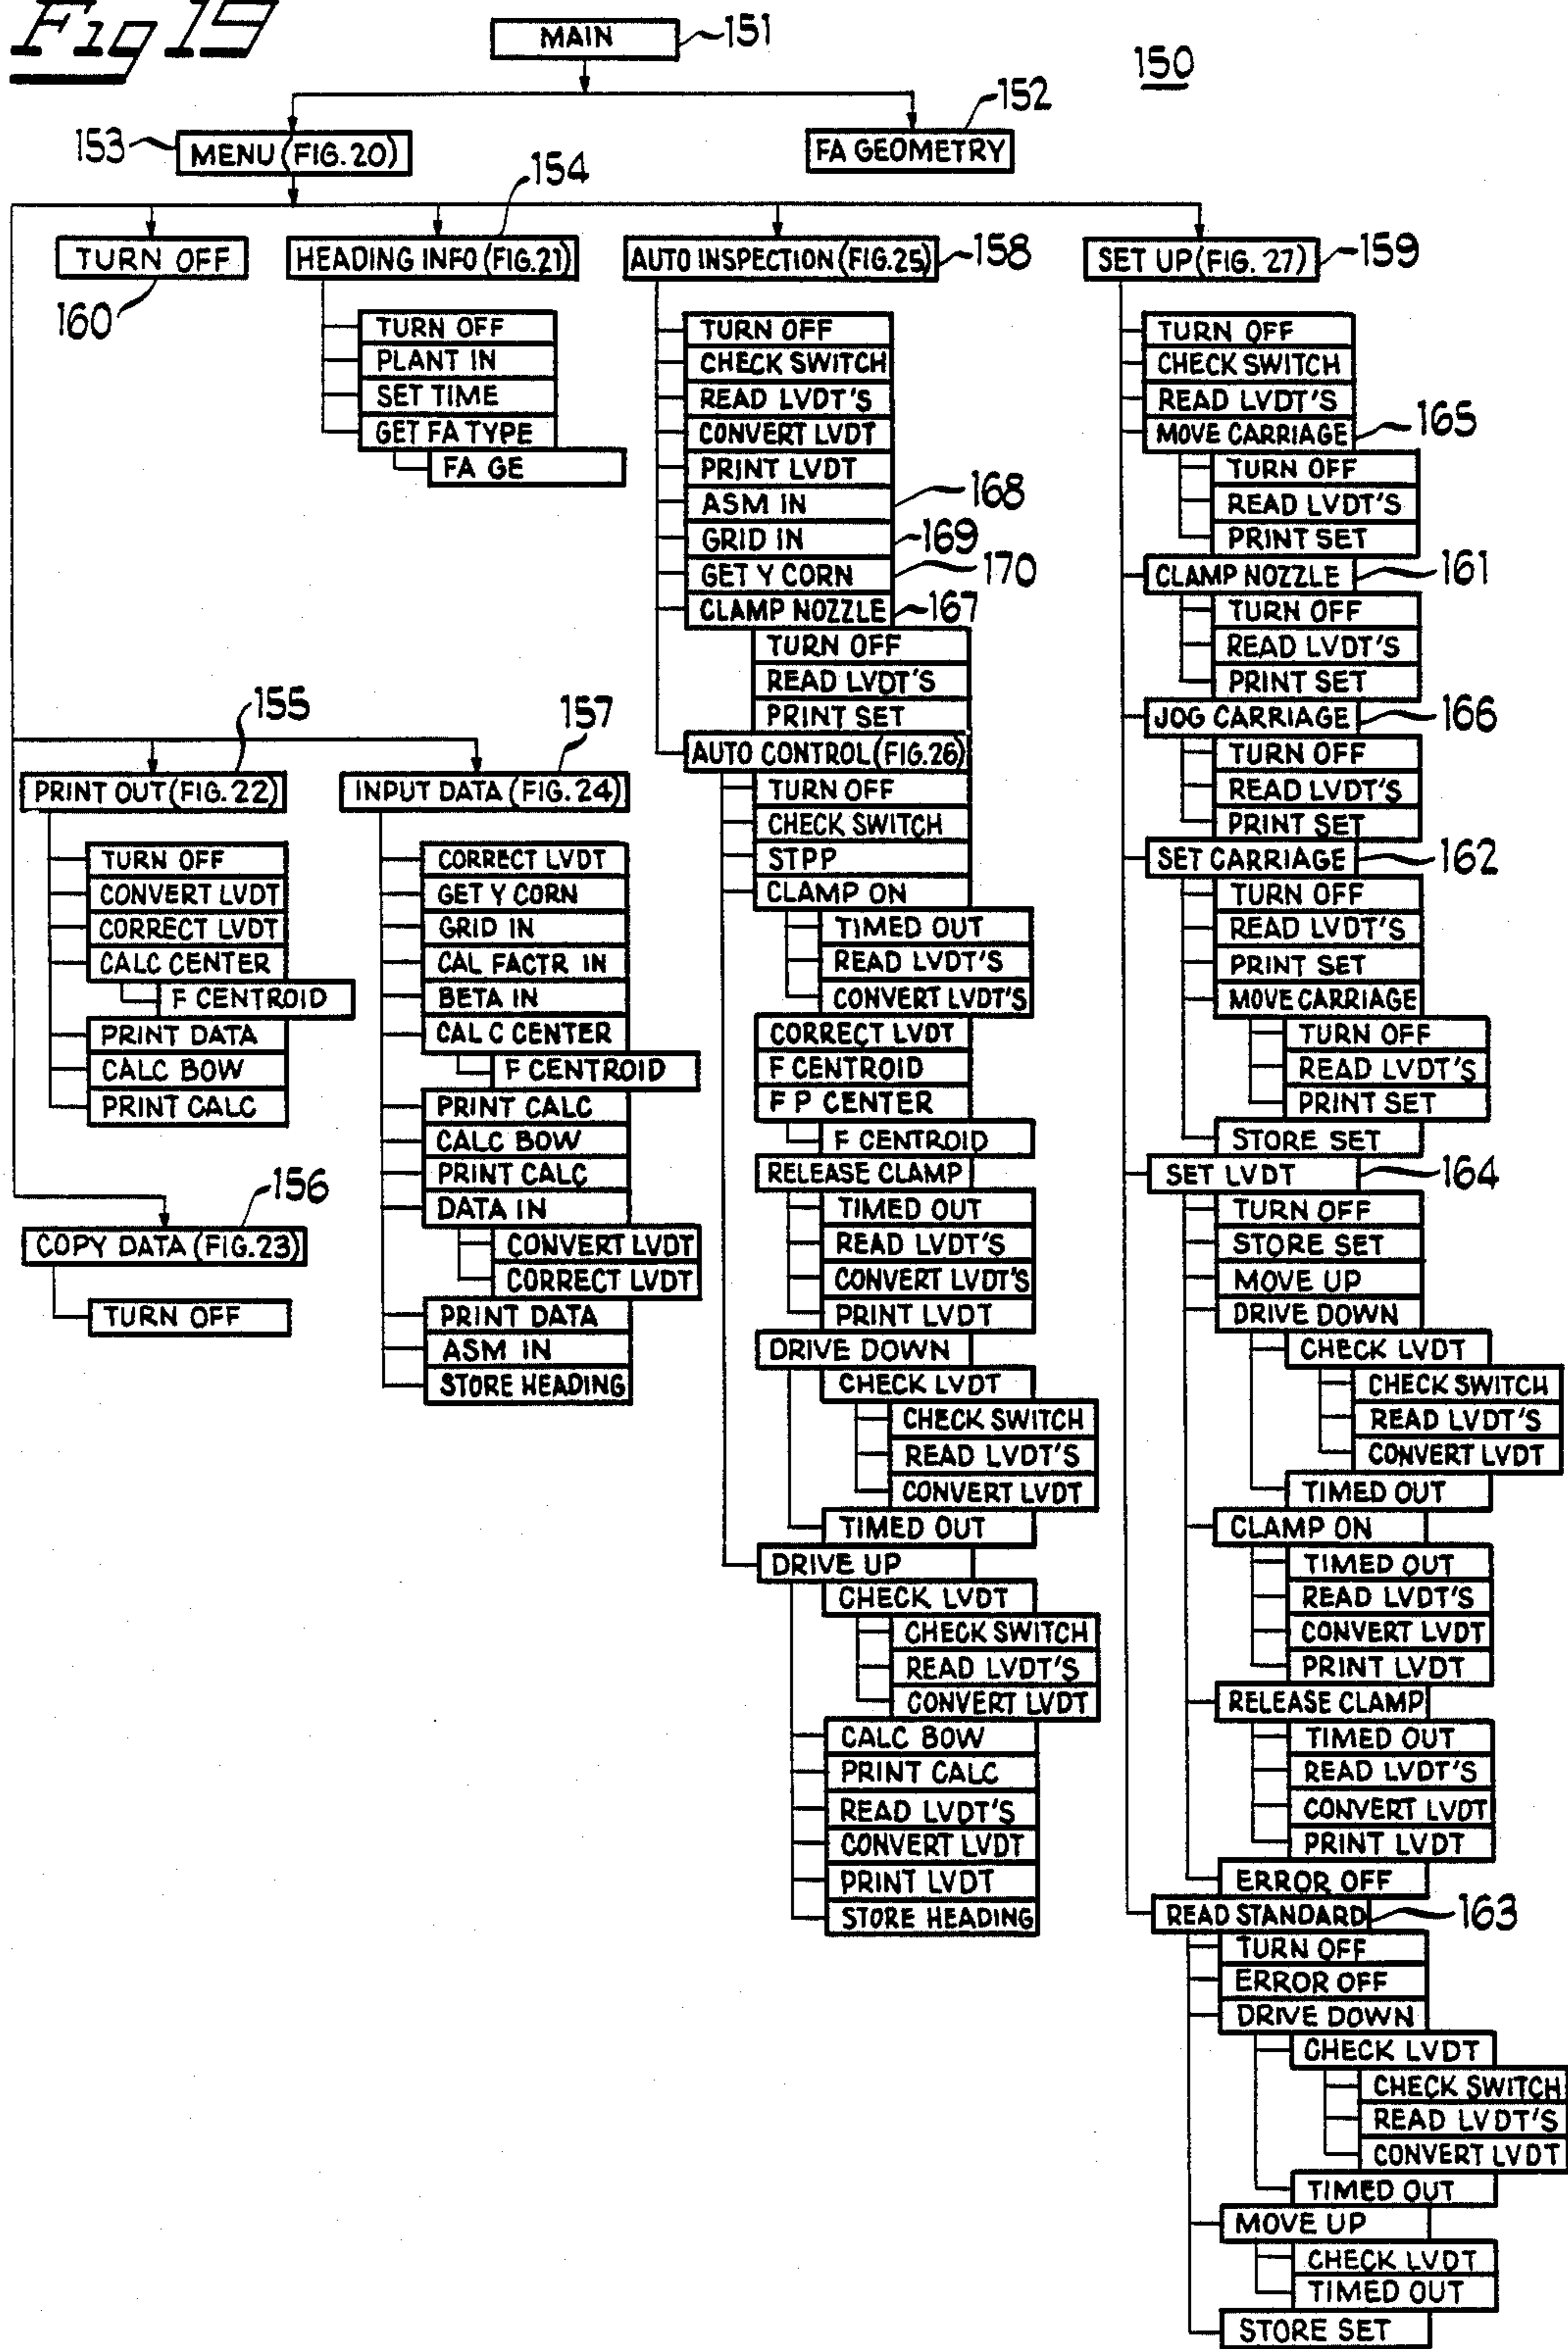 Fig 19
MAIN
151
150
152
153
MENU (FIG. 20)
FA GEOMETRY
154
TURN OFF
160
HEADING INFO (FIG.21)
TURN OFF
PLANT IN
SET TIME
GET FA TYPE
FA GE
AUTO INSPECTION (FIG.25)
158
TURN OFF
CHECK SWITCH
READ LVDT'S
CONVERT LVDT
PRINT LVDT
ASM IN
168
GRID IN
169
GET Y CORN
170
CLAMP NOZZLE
167
TURN OFF
READ LVDT'S
PRINT SET
AUTO CONTROL (FIG.26)
TURN OFF
CHECK SWITCH
STPP
CLAMP ON
TIMED OUT
READ LVDT'S
CONVERT LVDT'S
CORRECT LVDT
F CENTROID
F P CENTER
F CENTROID
RELEASE CLAMP
TIMED OUT
READ LVDT'S
CONVERT LVDT'S
PRINT LVDT
DRIVE DOWN
CHECK LVDT
CHECK SWITCH
READ LVDT'S
CONVERT LVDT
TIMED OUT
DRIVE UP
CHECK LVDT
CHECK SWITCH
READ LVDT'S
CONVERT LVDT
CALC BOW
PRINT CALC
READ LVDT'S
CONVERT LVDT
PRINT LVDT
STORE HEADING
SET UP (FIG. 27)
159
TURN OFF
CHECK SWITCH
READ LVDT'S
MOVE CARRIAGE
165
TURN OFF
READ LVDT'S
PRINT SET
CLAMP NOZZLE
161
TURN OFF
READ LVDT'S
PRINT SET
JOG CARRIAGE
166
TURN OFF
READ LVDT'S
PRINT SET
SET CARRIAGE
162
TURN OFF
READ LVDT'S
PRINT SET
MOVE CARRIAGE
TURN OFF
READ LVDT'S
PRINT SET
STORE SET
SET LVDT
164
TURN OFF
STORE SET
MOVE UP
DRIVE DOWN
CHECK LVDT
CHECK SWITCH
READ LVDT'S
CONVERT LVDT
TIMED OUT
CLAMP ON
TIMED OUT
READ LVDT'S
CONVERT LVDT
PRINT LVDT
RELEASE CLAMP
TIMED OUT
READ LVDT'S
CONVERT LVDT
PRINT LVDT
ERROR OFF
READ STANDARD
163
TURN OFF
ERROR OFF
DRIVE DOWN
CHECK LVDT
CHECK SWITCH
READ LVDT'S
CONVERT LVDT
TIMED OUT
MOVE UP
CHECK LVDT
TIMED OUT
STORE SET
155
PRINT OUT (FIG. 22)
TURN OFF
CONVERT LVDT
CORRECT LVDT
CALC CENTER
F CENTROID
PRINT DATA
CALC BOW
PRINT CALC
157
INPUT DATA (FIG. 24)
CORRECT LVDT
GET Y CORN
GRID IN
CAL FACTR IN
BETA IN
CAL C CENTER
F CENTROID
PRINT CALC
CALC BOW
PRINT CALC
DATA IN
CONVERT LVDT
CORRECT LVDT
PRINT DATA
ASM IN
STORE HEADING
156
COPY DATA (FIG.23)
TURN OFF